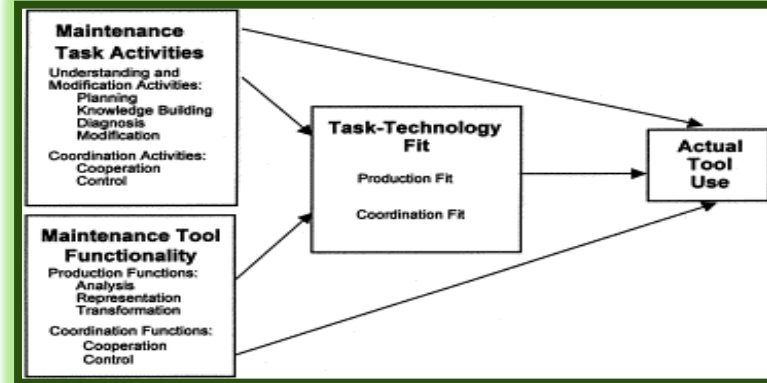 Maintenance
Task Activities
Understanding and
Modification Activities:
Planning
Knowledge Building
Diagnosis
Modification
Coordination Activities:
Cooperation
Control
Maintenance Tool
Functionality
Production Functions:
Analysis
Representation
Transformation
Coordination Functions:
Cooperation
Control
Task-Technology
Fit
Production Fit
Coordination Fit
Actual
Tool
Use